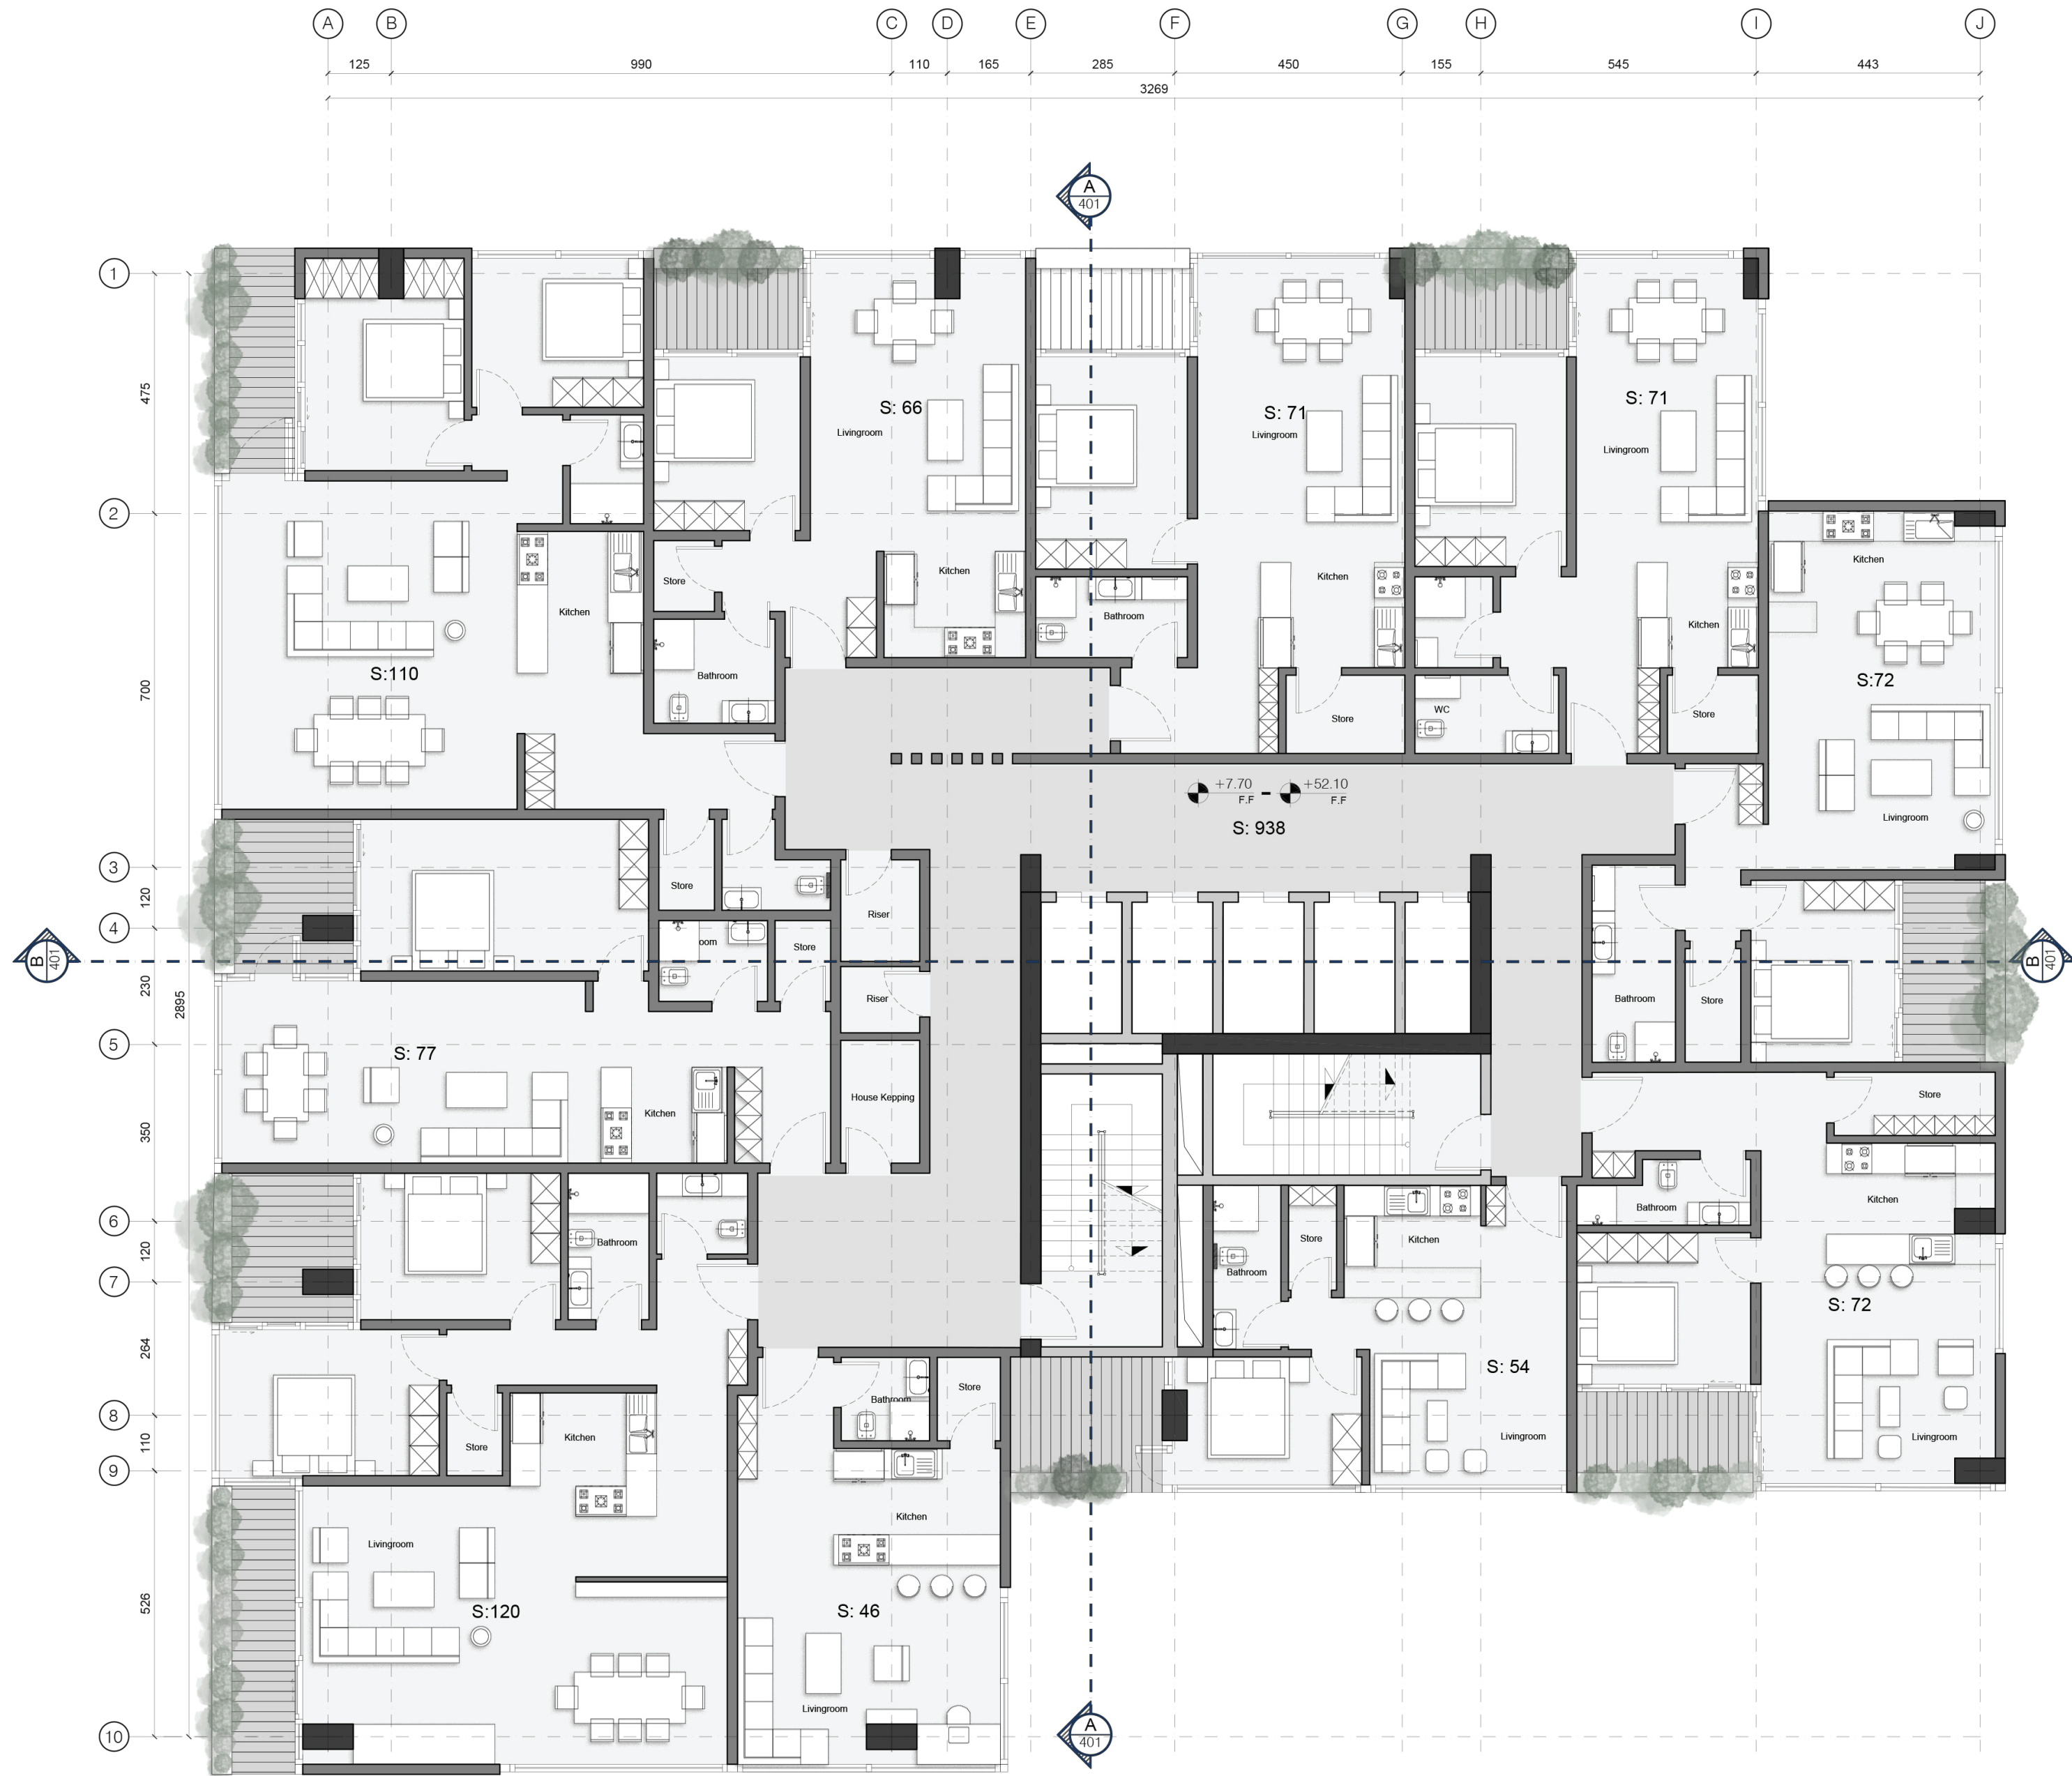 A B C D E F G H I J
125 990 110 165 285 450 155 545 443
3269
A
401
1
475
S: 66
Livingroom
S: 71
Livingroom
S: 71
Livingroom
2
Kitchen
Store
Kitchen
Kitchen
Kitchen
Kitchen
Bathroom
S:110
700
Bathroom
S:72
Store
WC
Store
+7.70
F.F
+52.10
F.F
S: 938
Livingroom
3
120
Store
Riser
4
oom
Store
B
401
B
401
230
2895
Riser
Bathroom
Store
5
S: 77
350
Kitchen
House Kepping
Store
Kitchen
Bathroom
6
120
Bathroom
Store
Kitchen
Bathroom
7
264
S: 72
S: 54
Store
Bathroom
8
110
Store
Kitchen
Livingroom
Livingroom
9
Kitchen
Livingroom
526
S:120
S: 46
Livingroom
10
A
401